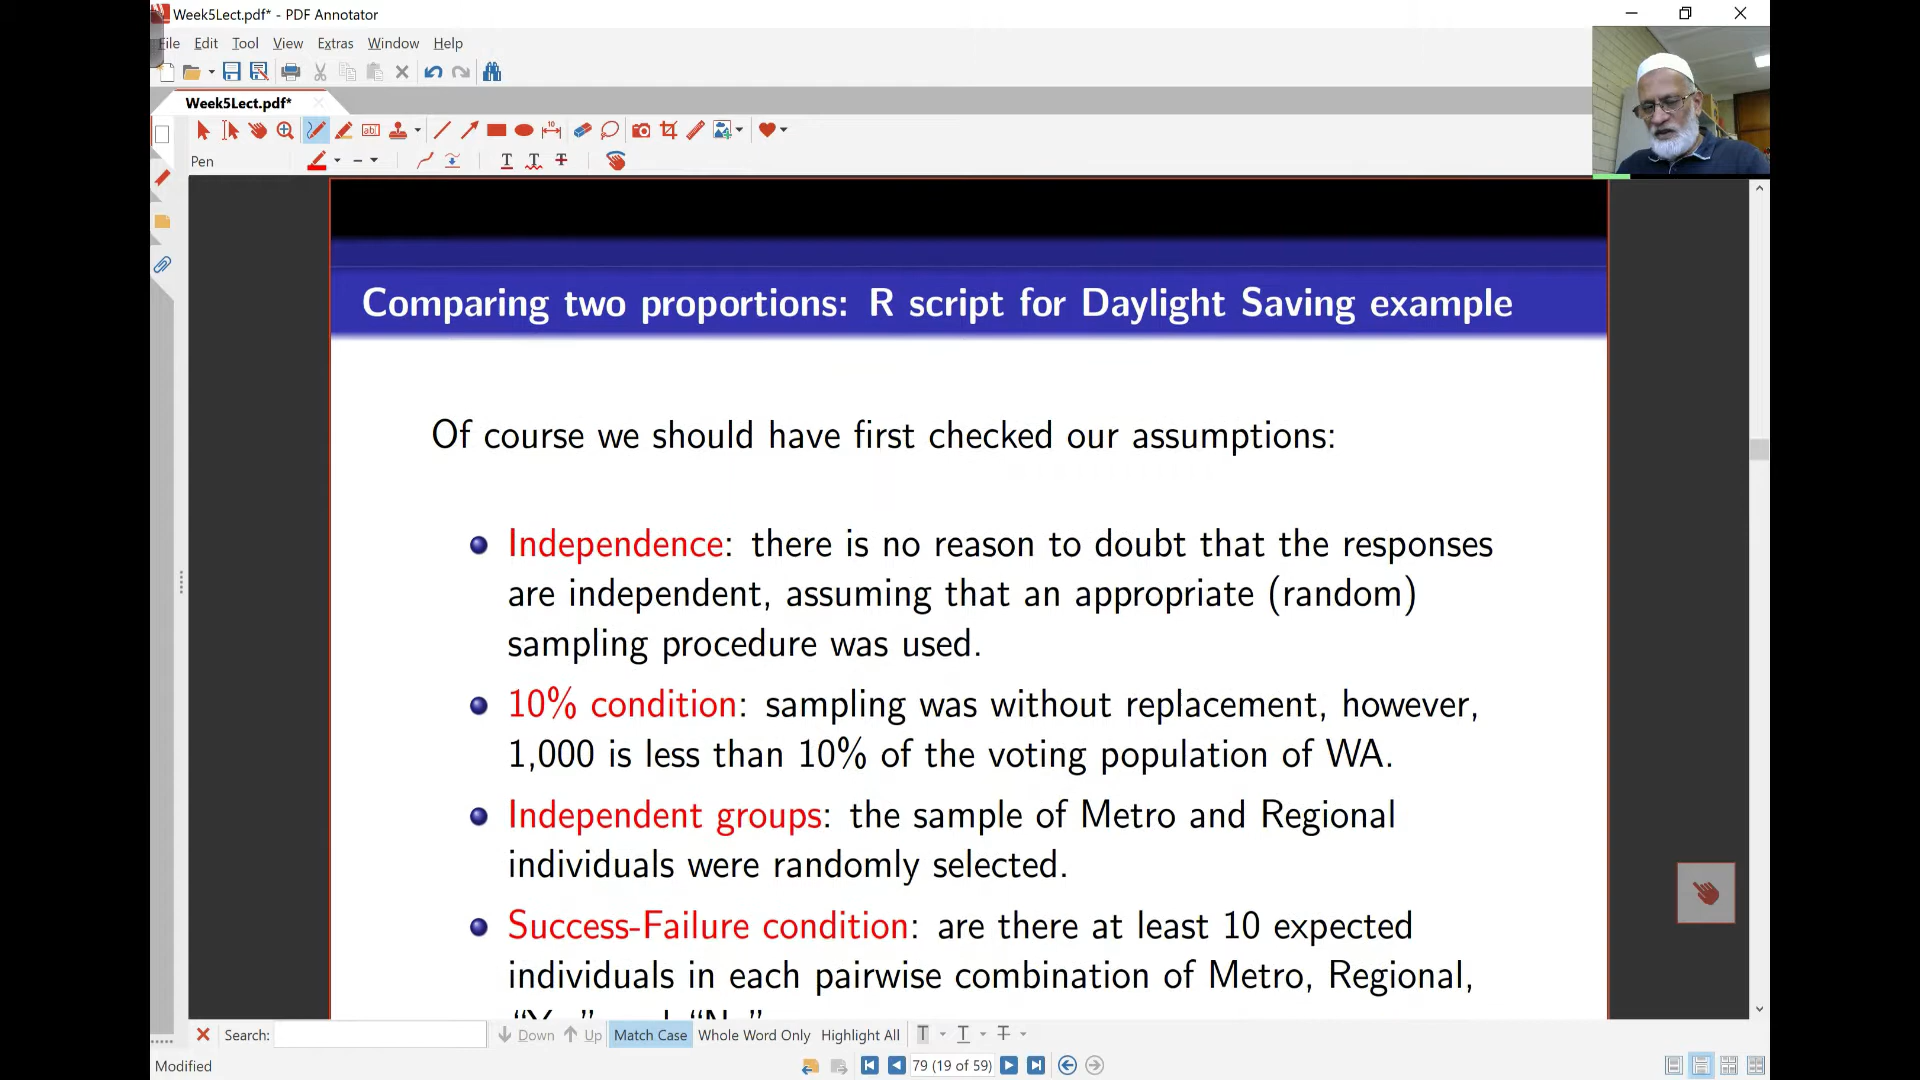 Week5Lect.pdf* - PDF Annotator
File Edit Tool View Extras Window Help
Week5Lect.pdf*
Pen
Comparing two proportions: R script for Daylight Saving example
Of course we should have first checked our assumptions:
Independence: there is no reason to doubt that the responses
are independent, assuming that an appropriate (random)
sampling procedure was used.
10% condition: sampling was without replacement, however,
1,000 is less than 10% of the voting population of WA.
Independent groups: the sample of Metro and Regional
individuals were randomly selected.
Success-Failure condition: are there at least 10 expected
individuals in each pairwise combination of Metro, Regional,
Search: Down Up Match Case Whole Word Only Highlight All
Modified 79 (19 of 59)